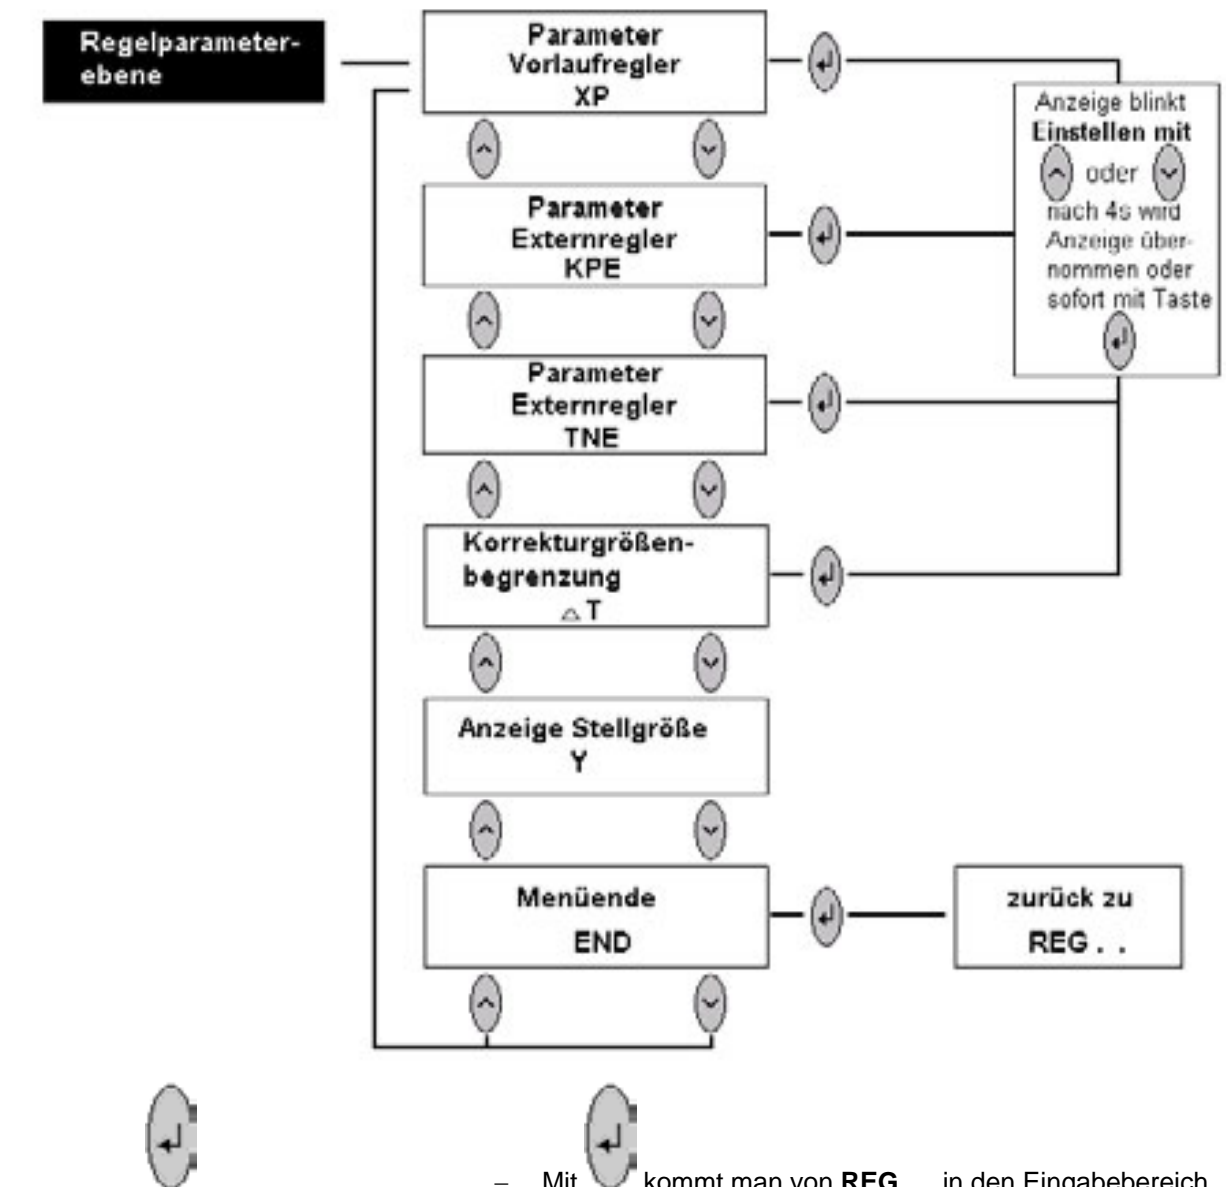 Regelparameter-
ebene
Parameter
Vorlaufregler
XP
Anzeige blinkt
Einstellen mit
oder
nach 4s wird
Anzeige über-
nommen oder
sofort mit Taste
Parameter
Externregler
KPE
Parameter
Externregler
TNE
Korrekturgrößen-
begrenzung
△T
Anzeige Stellgröße
Y
Menüende
END
zurück zu
REG . .
– Mit kommt man von REG in den Eingabebereich